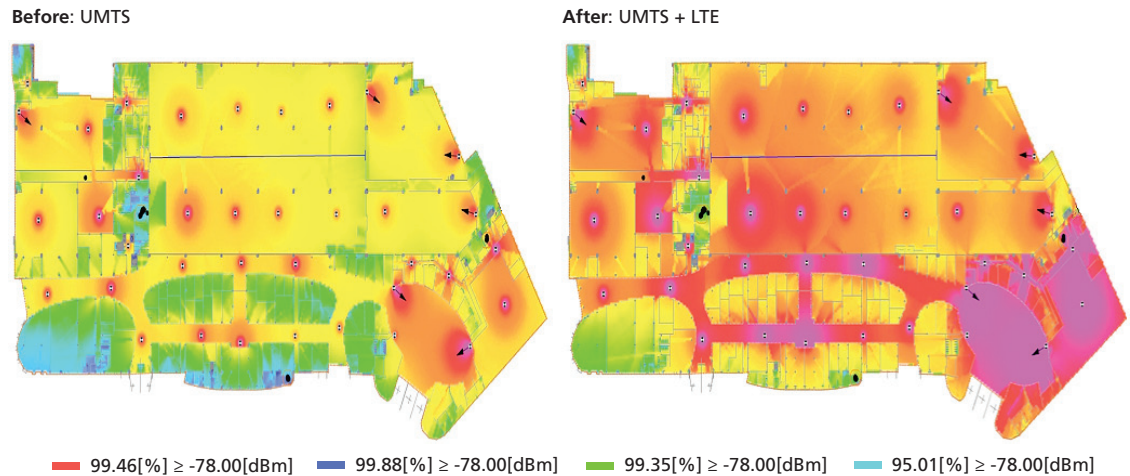 Before: UMTS
After: UMTS + LTE
99.46[%] ≥ -78.00[dBm] 99.88[%] ≥ -78.00[dBm] 99.35[%] ≥ -78.00[dBm] 95.01[%] ≥ -78.00[dBm]